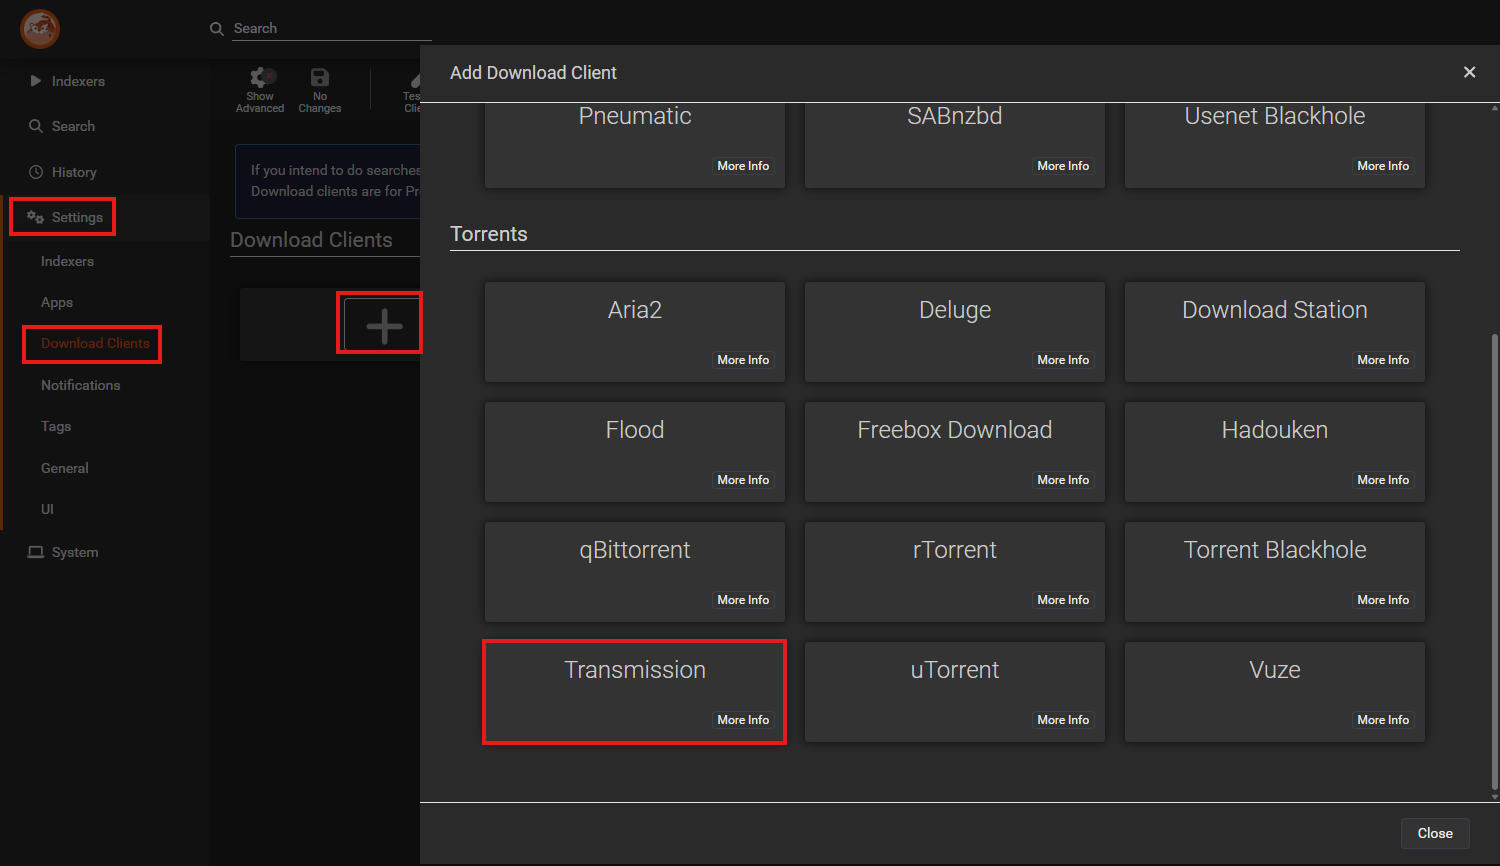 Search
Indexers
Search
History
Settings
Indexers
Apps
Download Clients
Notifications
Tags
General
UI
System
Show
Advanced
No
Changes
If you intend to do searches
Download clients are for
Download Clients
Add Download Client
Pneumatic
More Info
SABnzbd
More Info
Usenet Blackhole
More Info
Torrents
Aria2
More Info
Deluge
More Info
Download Station
More Info
Flood
More Info
Freebox Download
More Info
Hadouken
More Info
qBittorrent
More Info
rTorrent
More Info
Torrent Blackhole
More Info
Transmission
More Info
uTorrent
More Info
Vuze
More Info
Close